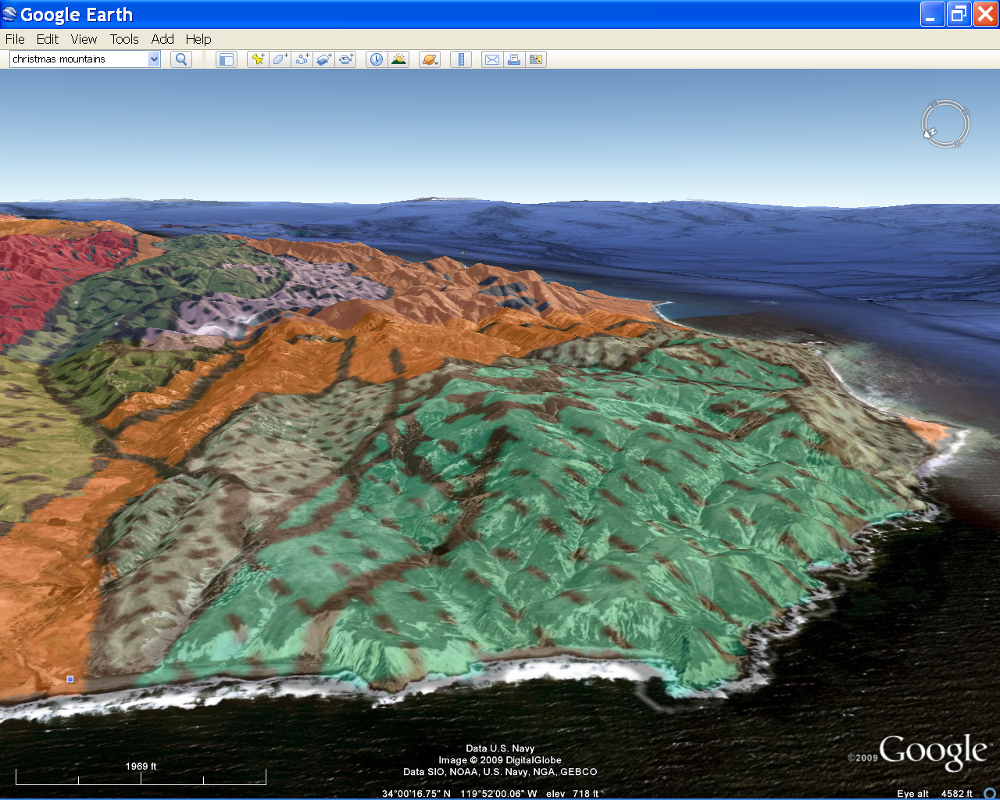 Google Earth
File Edit View Tools Add Help
christmas mountains
N
1969 ft
Data U.S. Navy
Image © 2009 DigitalGlobe
Data SIO, NOAA, U.S. Navy, NGA, GEBCO
©2009 Google™
34°00'16.75" N 119°52'00.06" W elev 718 ft
Eye alt 4582 ft